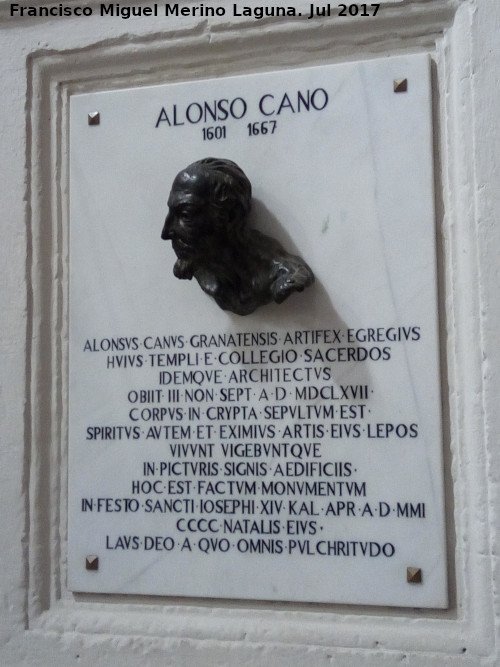 Francisco Miguel Merino Laguna. Jul 2017
ALONSO CANO
1601 1667
ALONSVS·CANVS·GRANATENSIS·ARTIFEX·EGREGIVS
HVIVS·TEMPLI·E·COLLEGIO·SACERDOS
IDEMQVE·ARCHITECTVS
OBIIT·III·NON·SEPT·A·D·MDCLXVII·
CORPVS·IN·CRYPTA·SEPVLTVM·EST·
SPIRITVS·AVTEM·ET·EXIMIVS·ARTIS·EIVS·LEPOS
VIVVNT·VIGEBVNTQVE
IN·PICTVRIS·SIGNIS·AEDIFICIIS·
HOC·EST·FACTVM·MONVMENTVM
IN·FESTO·SANCTI·IOSEPHI·XIV·KAL·APR·A·D·MMI
CCCC·NATALIS·EIVS·
LAVS·DEO·A·QVO·OMNIS·PVLCHRITVDO